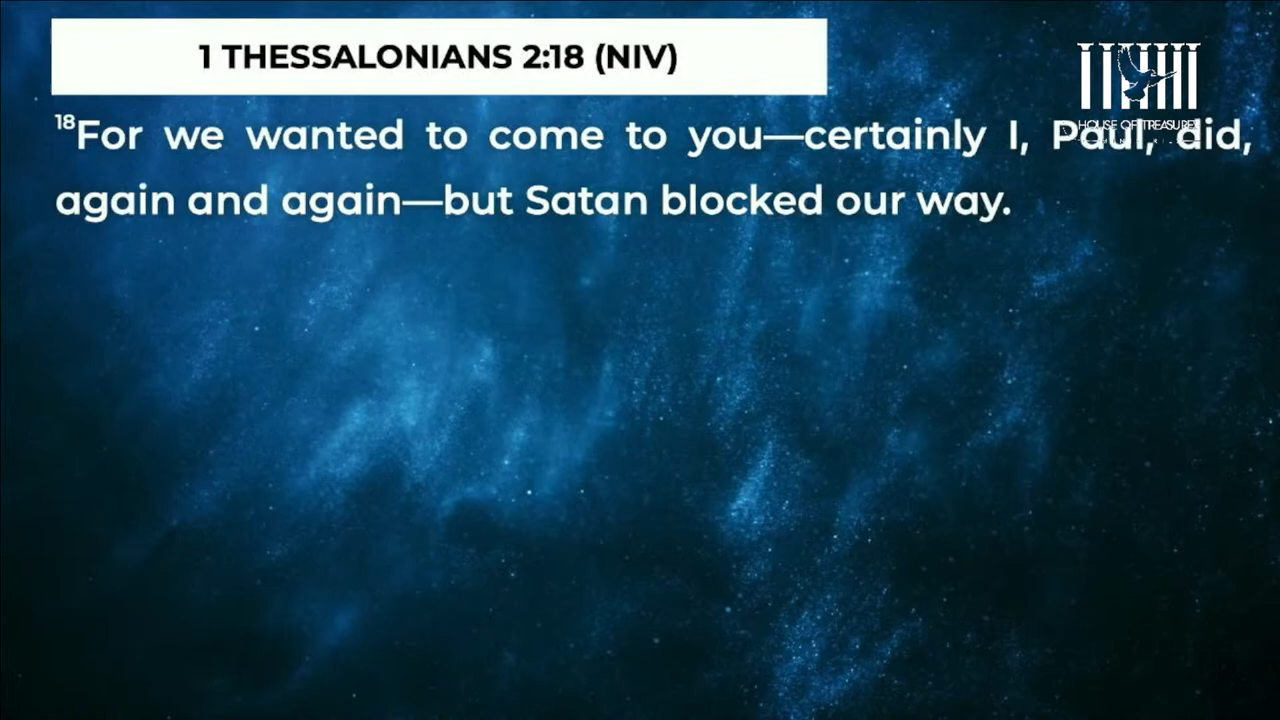 1 THESSALONIANS 2:18 (NIV)
HOUSE OF TREASURES
18For we wanted to come to you—certainly I, Paul, did,
again and again—but Satan blocked our way.